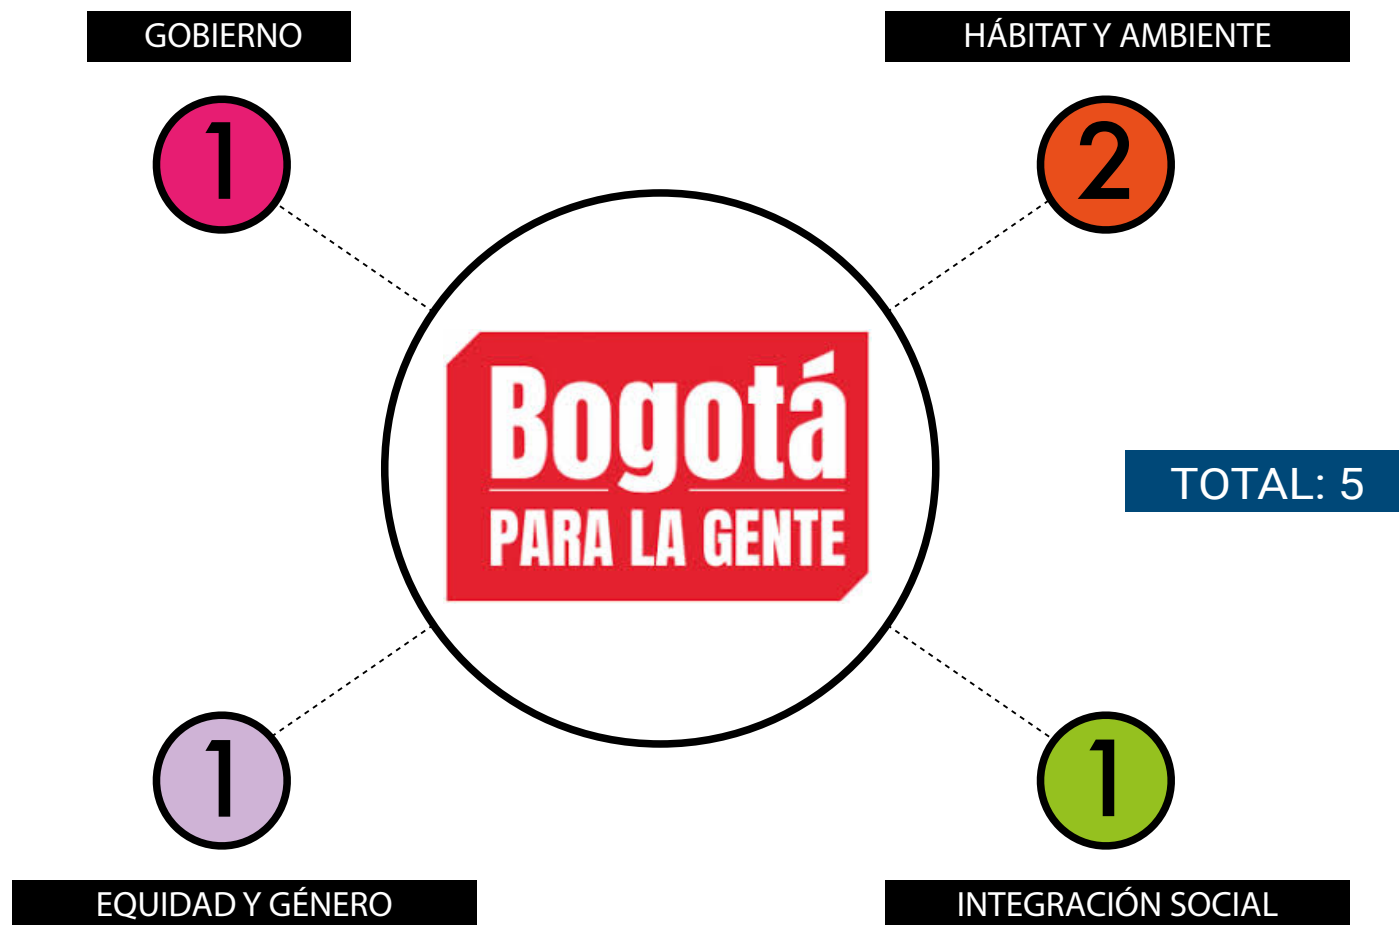 GOBIERNO
HÁBITAT Y AMBIENTE
1
2
Bogotá
PARA LA GENTE
TOTAL: 5
1
1
EQUIDAD Y GÉNERO
INTEGRACIÓN SOCIAL